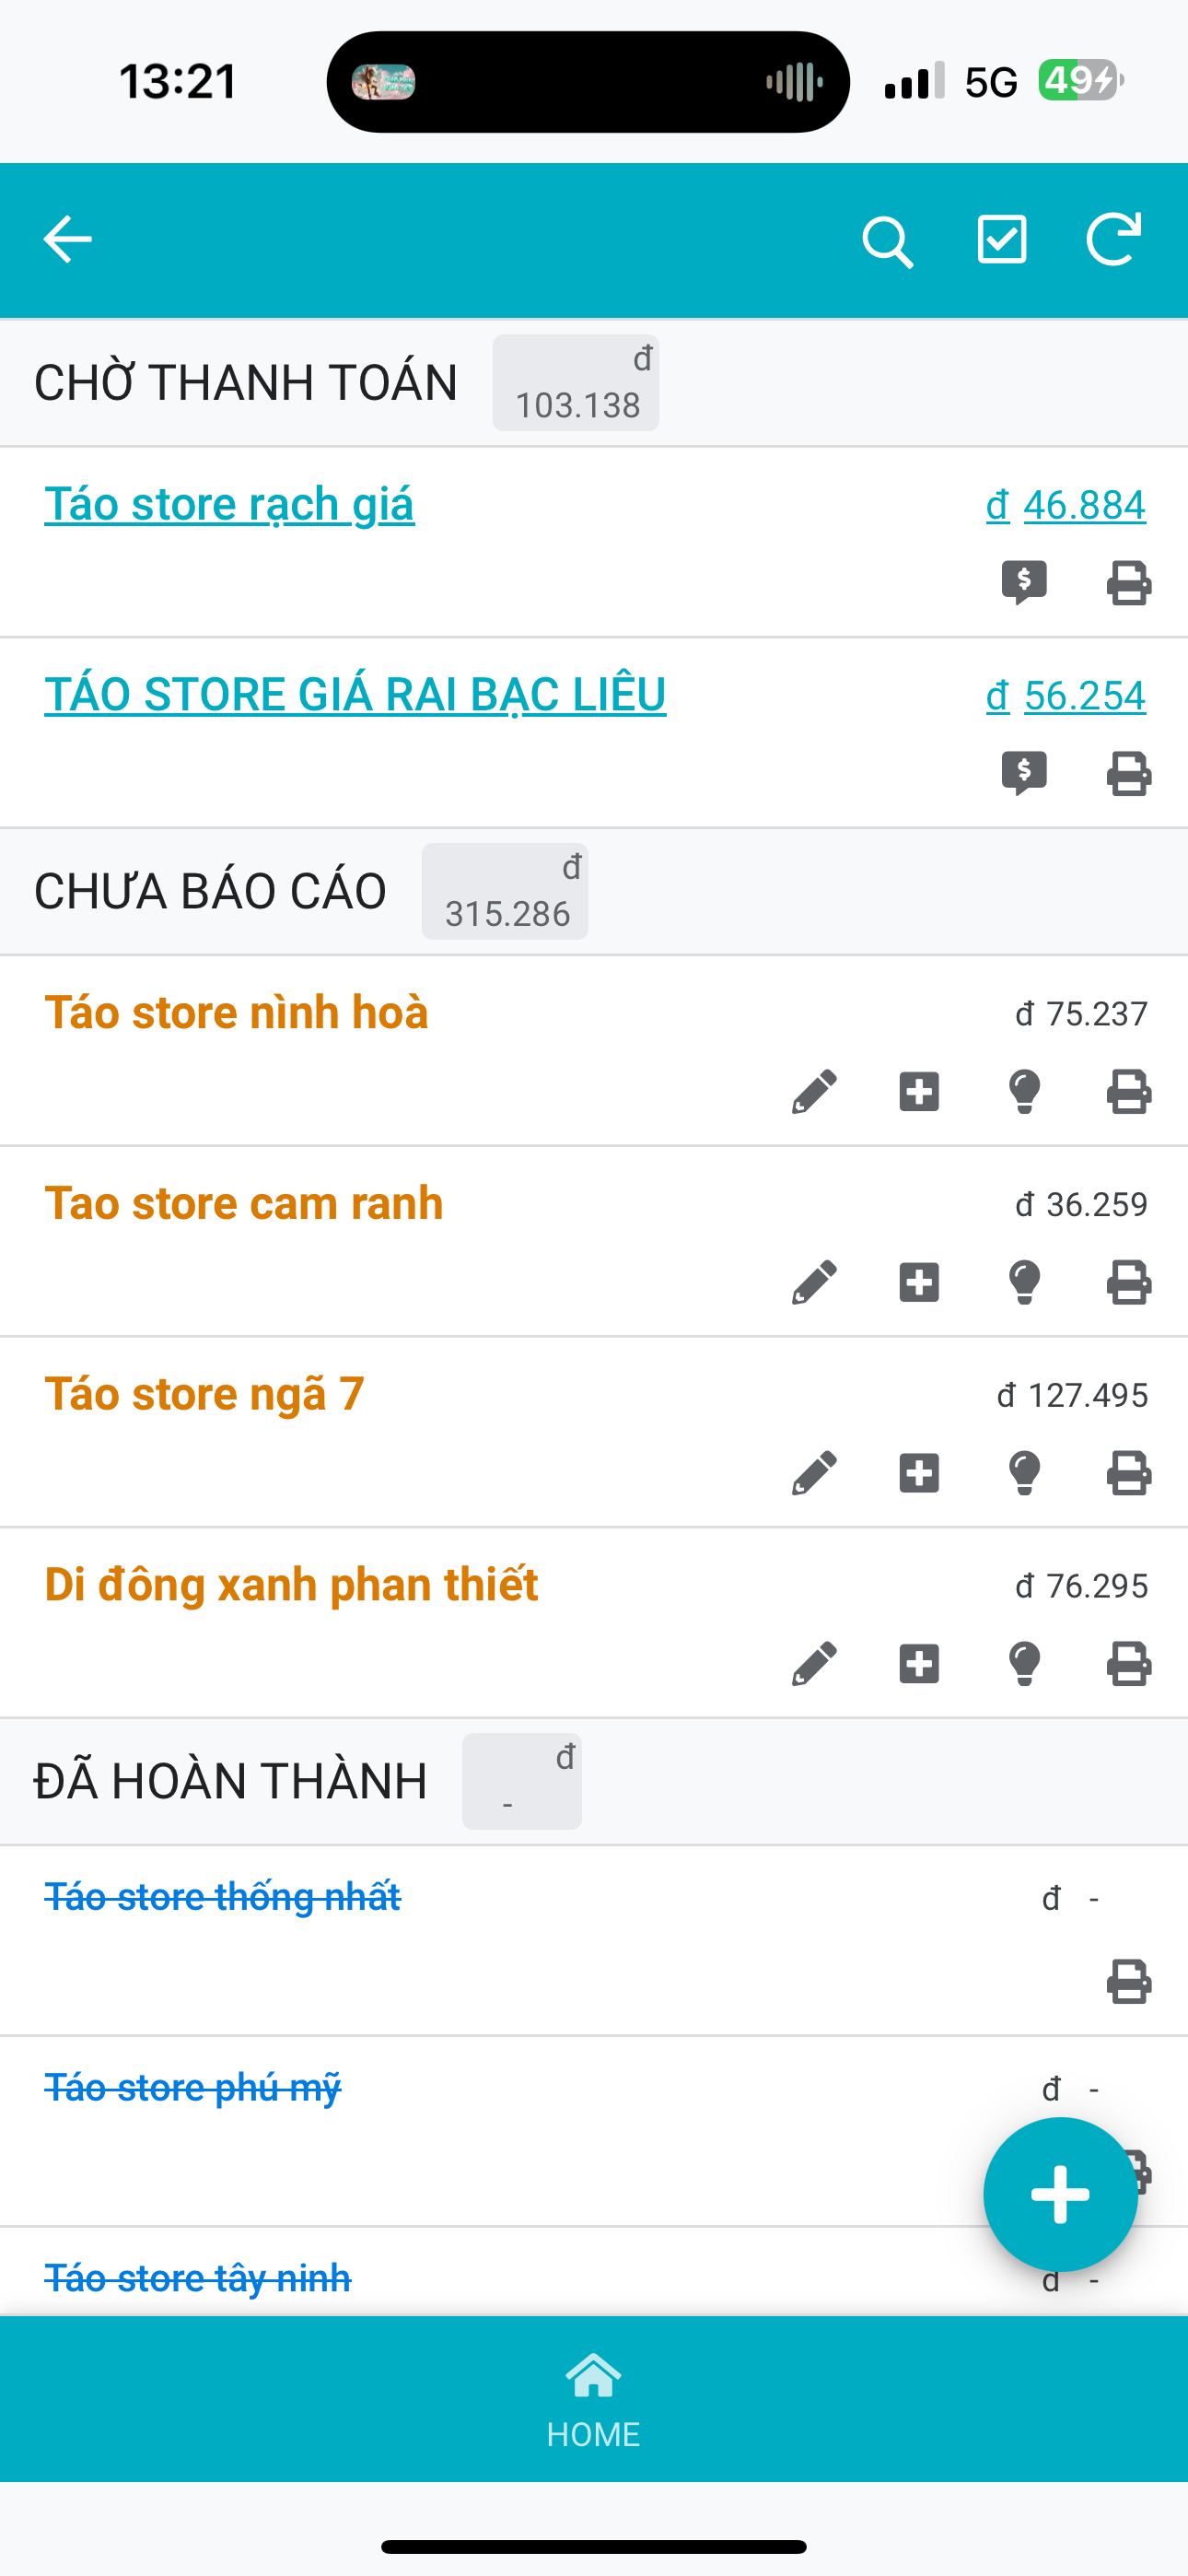 13:21 5G 49
CHỜ THANH TOÁN đ
103.138
Táo store rạch giá đ 46.884
TÁO STORE GIÁ RAI BẠC LIÊU đ 56.254
CHƯA BÁO CÁO đ
315.286
Táo store nình hoà đ 75.237
Tao store cam ranh đ 36.259
Táo store ngã 7 đ 127.495
Di đông xanh phan thiết đ 76.295
ĐÃ HOÀN THÀNH đ
-
Táo store thống nhất đ -
Táo store phú mỹ đ -
Táo store tây ninh đ -
HOME